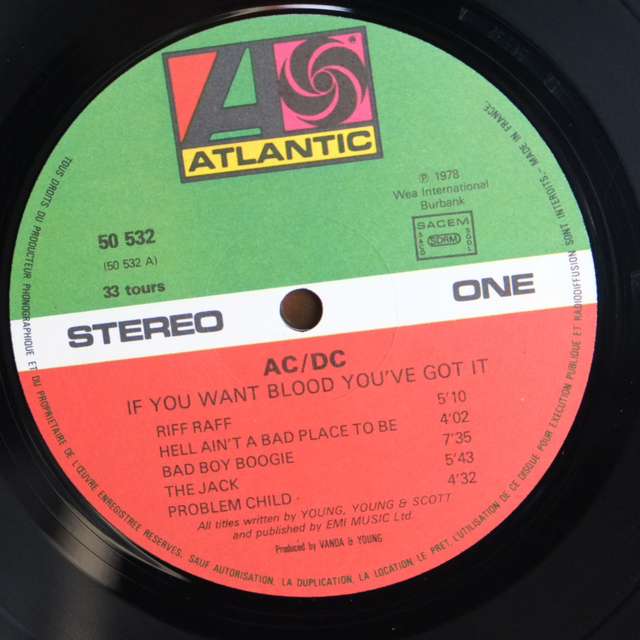 ATLANTIC
℗ 1978
Wea International
Burbank
SACEM
SACD SDRM SGDL
50 532
(50 532 A)
33 tours
STEREO
ONE
AC/DC
IF YOU WANT BLOOD YOU'VE GOT IT
RIFF RAFF 5'10
HELL AIN'T A BAD PLACE TO BE 4'02
BAD BOY BOOGIE 7'35
THE JACK 5'43
PROBLEM CHILD 4'32
All titles written by YOUNG, YOUNG & SCOTT
and published by EMI MUSIC Ltd.
Produced by VANDA & YOUNG
TOUS DROITS DU PRODUCTEUR PHONOGRAPHIQUE ET DU PROPRIETAIRE DE L'ŒUVRE ENREGISTREE RESERVES. SAUF AUTORISATION, LA DUPLICATION, LA LOCATION, LE PRET, L'UTILISATION DE CE DISQUE POUR EXECUTION PUBLIQUE ET RADIODIFFUSION SONT INTERDITS - MADE IN FRANCE.